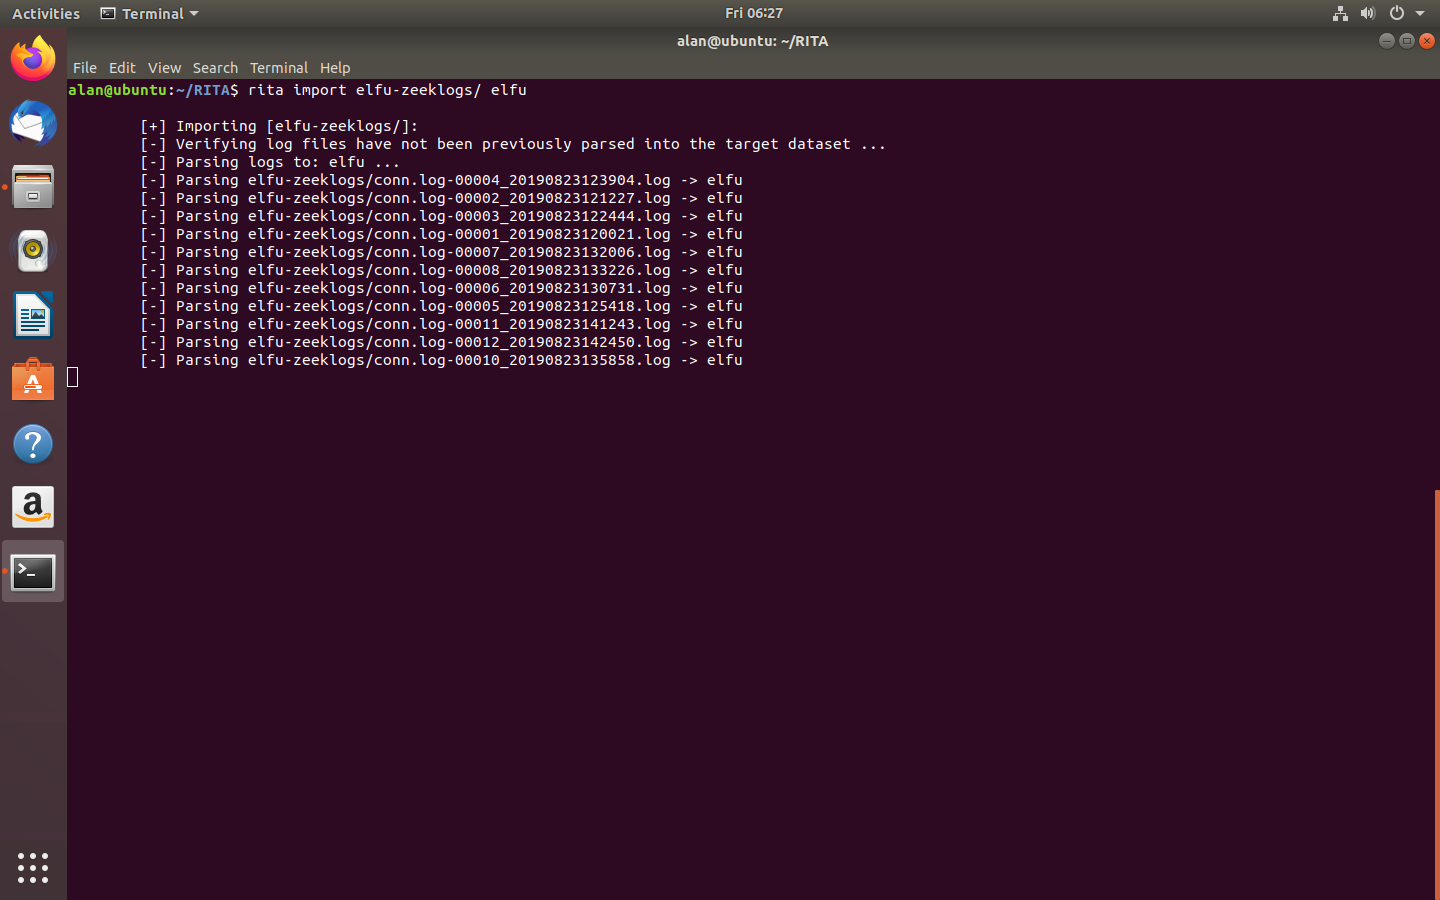 Activities Terminal Fri 06:27
alan@ubuntu: ~/RITA
File Edit View Search Terminal Help
alan@ubuntu:~/RITA$ rita import elfu-zeeklogs/ elfu
[+] Importing [elfu-zeeklogs/]:
[-] Verifying log files have not been previously parsed into the target dataset ...
[-] Parsing logs to: elfu ...
[-] Parsing elfu-zeeklogs/conn.log-00004_20190823123904.log -> elfu
[-] Parsing elfu-zeeklogs/conn.log-00002_20190823121227.log -> elfu
[-] Parsing elfu-zeeklogs/conn.log-00003_20190823122444.log -> elfu
[-] Parsing elfu-zeeklogs/conn.log-00001_20190823120021.log -> elfu
[-] Parsing elfu-zeeklogs/conn.log-00007_20190823132006.log -> elfu
[-] Parsing elfu-zeeklogs/conn.log-00008_20190823133226.log -> elfu
[-] Parsing elfu-zeeklogs/conn.log-00006_20190823130731.log -> elfu
[-] Parsing elfu-zeeklogs/conn.log-00005_20190823125418.log -> elfu
[-] Parsing elfu-zeeklogs/conn.log-00011_20190823141243.log -> elfu
[-] Parsing elfu-zeeklogs/conn.log-00012_20190823142450.log -> elfu
[-] Parsing elfu-zeeklogs/conn.log-00010_20190823135858.log -> elfu